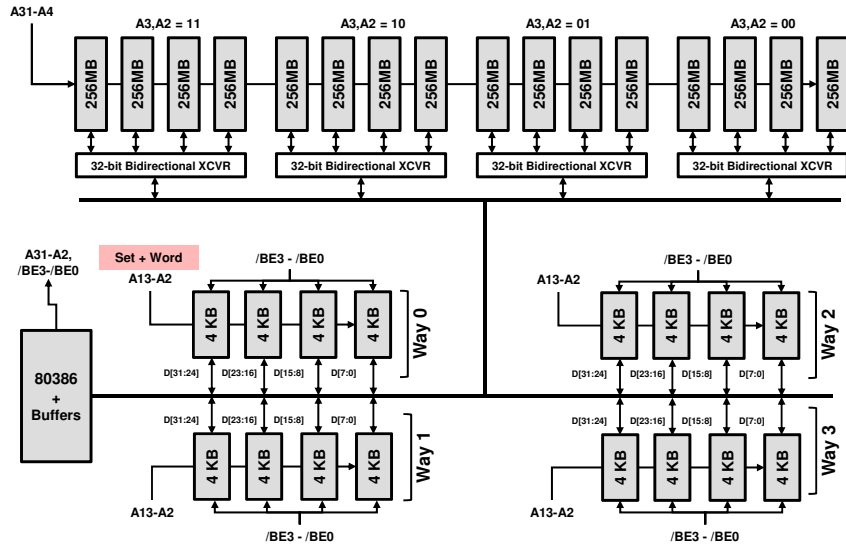 A31-A4
A3,A2 = 11
A3,A2 = 10
A3,A2 = 01
A3,A2 = 00
256MB 256MB 256MB 256MB 256MB 256MB 256MB 256MB 256MB 256MB 256MB 256MB 256MB 256MB 256MB 256MB
32-bit Bidirectional XCVR 32-bit Bidirectional XCVR 32-bit Bidirectional XCVR 32-bit Bidirectional XCVR
A31-A2,
/BE3-/BE0
Set + Word
A13-A2
/BE3 - /BE0
4 KB 4 KB 4 KB 4 KB
Way 0
D[31:24] D[23:16] D[15:8] D[7:0]
A13-A2
/BE3 - /BE0
4 KB 4 KB 4 KB 4 KB
Way 2
D[31:24] D[23:16] D[15:8] D[7:0]
80386
+
Buffers
D[31:24] D[23:16] D[15:8] D[7:0]
4 KB 4 KB 4 KB 4 KB
Way 1
A13-A2
/BE3 - /BE0
D[31:24] D[23:16] D[15:8] D[7:0]
4 KB 4 KB 4 KB 4 KB
Way 3
A13-A2
/BE3 - /BE0